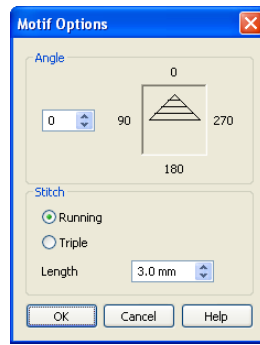 Motif Options
Angle
0
0 90 270
180
Stitch
Running
Triple
Length 3.0 mm
OK Cancel Help